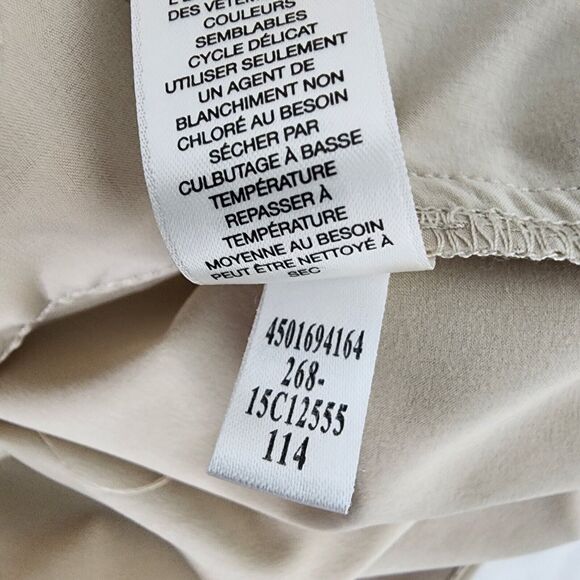 DES VÊTEM
COULEURS
SEMBLABLES
CYCLE DÉLICAT
UTILISER SEULEMENT
UN AGENT DE
BLANCHIMENT NON
CHLORÉ AU BESOIN
SÉCHER PAR
CULBUTAGE À BASSE
TEMPÉRATURE
REPASSER À
TEMPÉRATURE
MOYENNE AU BESOIN
PEUT ÊTRE NETTOYÉ À
SEC
4501694164
268-
15C12555
114